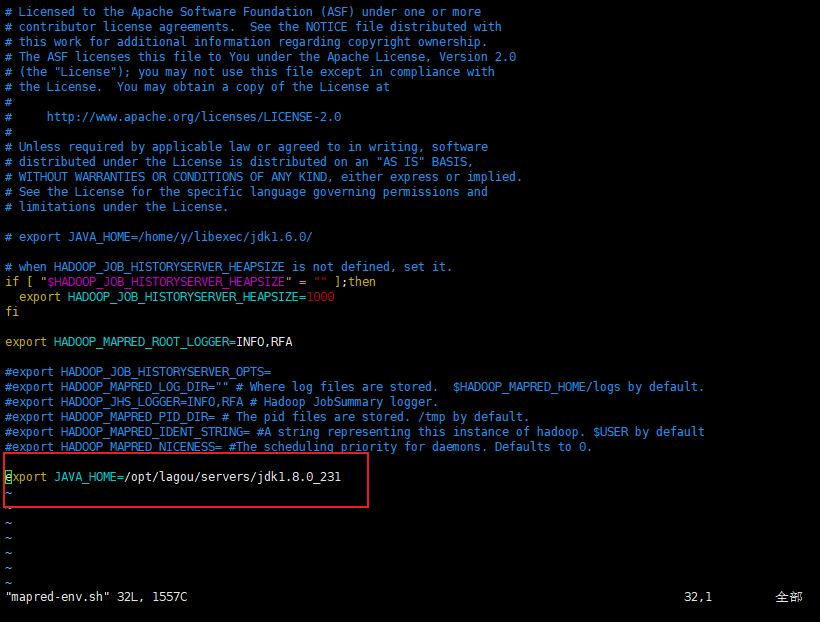 # Licensed to the Apache Software Foundation (ASF) under one or more
# contributor license agreements.  See the NOTICE file distributed with
# this work for additional information regarding copyright ownership.
# The ASF licenses this file to You under the Apache License, Version 2.0
# (the "License"); you may not use this file except in compliance with
# the License.  You may obtain a copy of the License at
#
#     http://www.apache.org/licenses/LICENSE-2.0
#
# Unless required by applicable law or agreed to in writing, software
# distributed under the License is distributed on an "AS IS" BASIS,
# WITHOUT WARRANTIES OR CONDITIONS OF ANY KIND, either express or implied.
# See the License for the specific language governing permissions and
# limitations under the License.

# export JAVA_HOME=/home/y/libexec/jdk1.6.0/

# when HADOOP_JOB_HISTORYSERVER_HEAPSIZE is not defined, set it.
if [ "$HADOOP_JOB_HISTORYSERVER_HEAPSIZE" = "" ];then
  export HADOOP_JOB_HISTORYSERVER_HEAPSIZE=1000
fi

export HADOOP_MAPRED_ROOT_LOGGER=INFO,RFA

#export HADOOP_JOB_HISTORYSERVER_OPTS=
#export HADOOP_MAPRED_LOG_DIR="" # Where log files are stored.  $HADOOP_MAPRED_HOME/logs by default.
#export HADOOP_JHS_LOGGER=INFO,RFA # Hadoop JobSummary logger.
#export HADOOP_MAPRED_PID_DIR= # The pid files are stored. /tmp by default.
#export HADOOP_MAPRED_IDENT_STRING= #A string representing this instance of hadoop. $USER by default
#export HADOOP_MAPRED_NICENESS= #The scheduling priority for daemons. Defaults to 0.

export JAVA_HOME=/opt/lagou/servers/jdk1.8.0_231
~
~
~
~
~
~
~
"mapred-env.sh" 32L, 1557C 32,1 全部